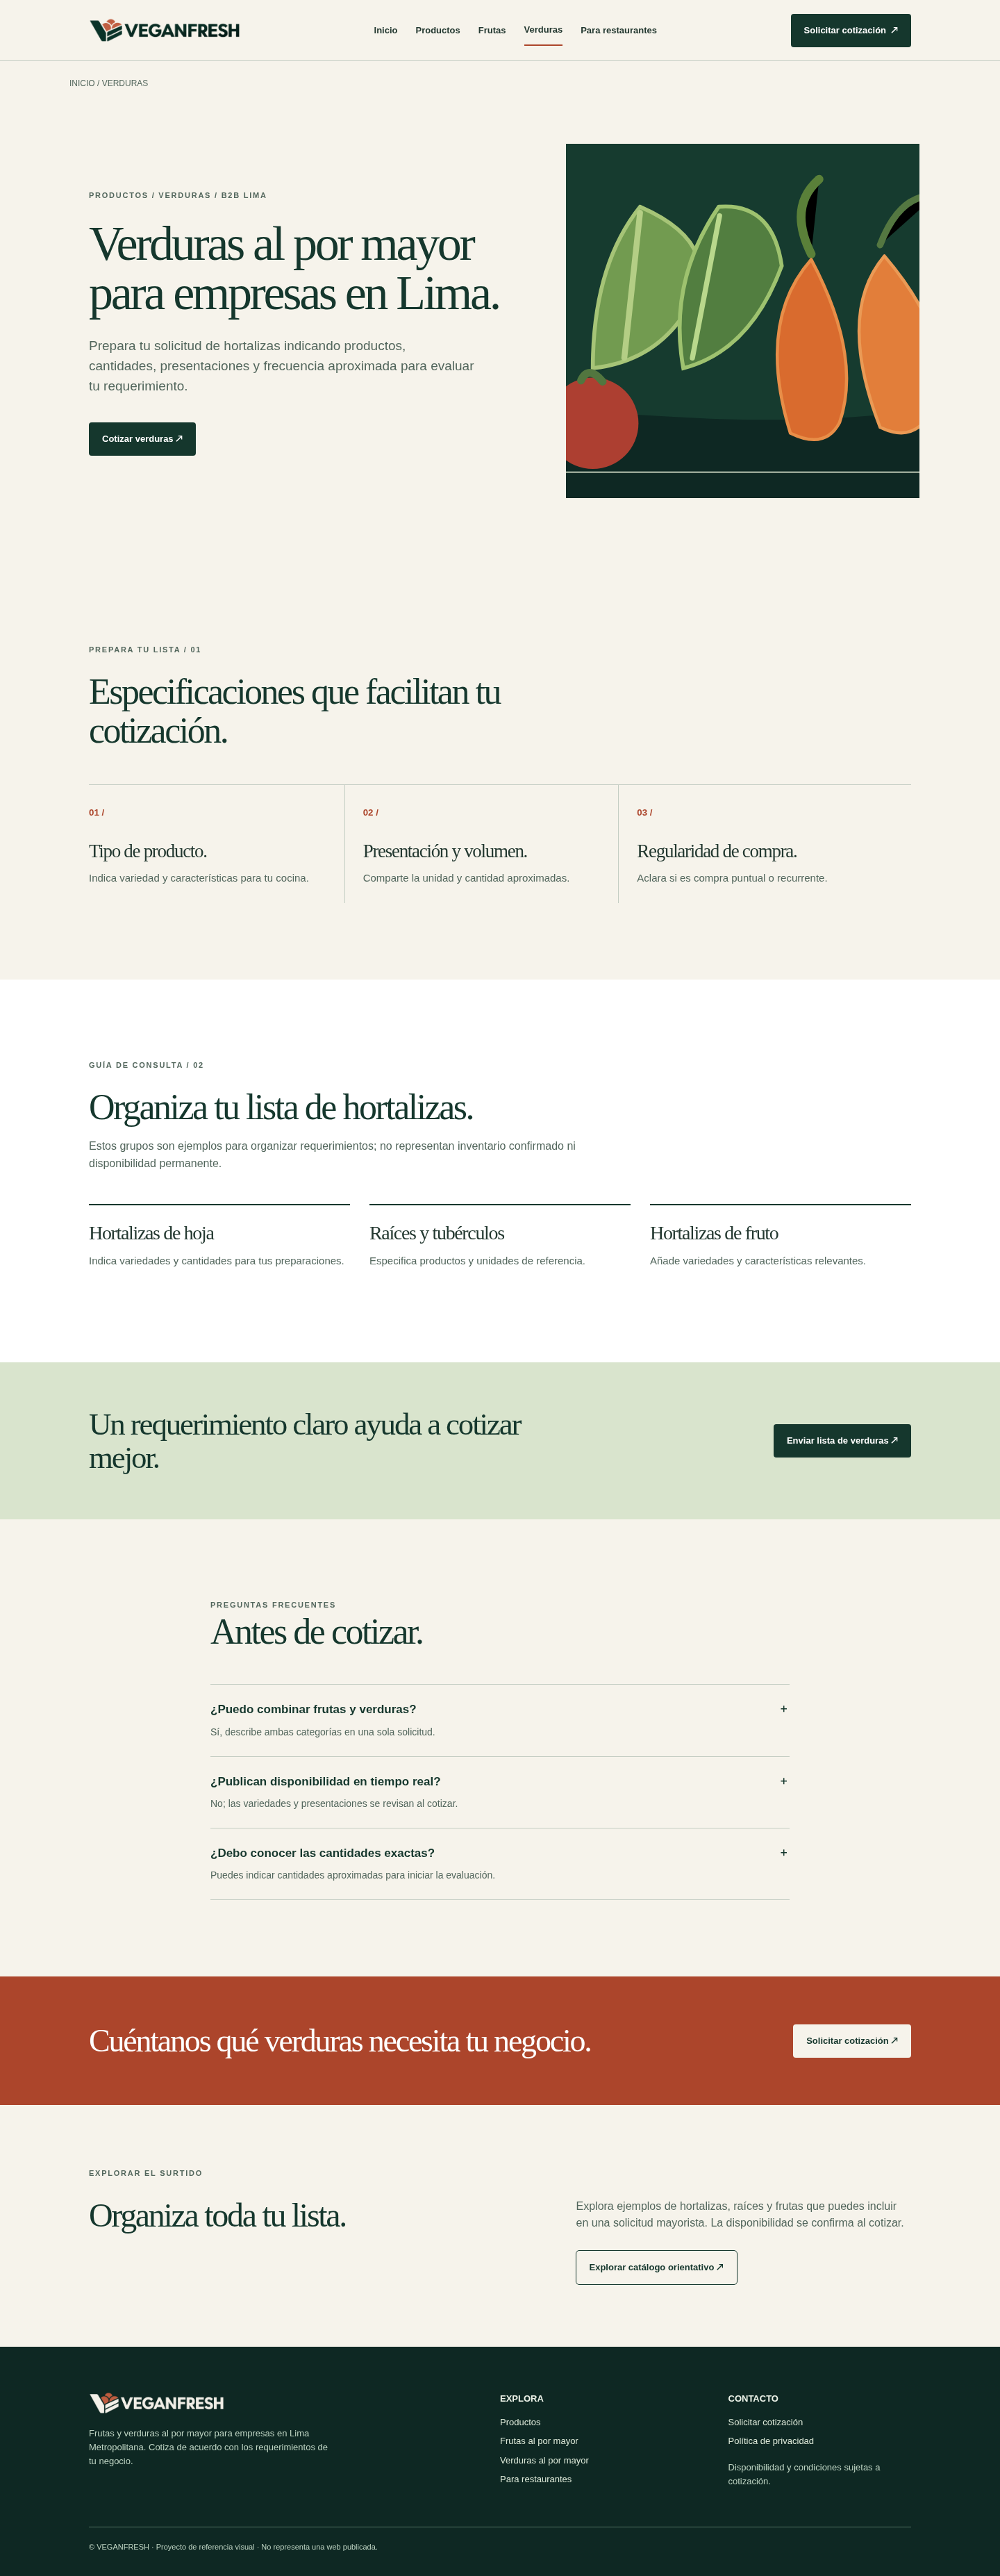 VEGANFRESH
Inicio Productos Frutas Verduras Para restaurantes
Solicitar cotización ↗
INICIO / VERDURAS
PRODUCTOS / VERDURAS / B2B LIMA
Verduras al por mayor
para empresas en Lima.
Prepara tu solicitud de hortalizas indicando productos,
cantidades, presentaciones y frecuencia aproximada para evaluar
tu requerimiento.
Cotizar verduras ↗
PREPARA TU LISTA / 01
Especificaciones que facilitan tu
cotización.
01 /
Tipo de producto.
Indica variedad y características para tu cocina.
02 /
Presentación y volumen.
Comparte la unidad y cantidad aproximadas.
03 /
Regularidad de compra.
Aclara si es compra puntual o recurrente.
GUÍA DE CONSULTA / 02
Organiza tu lista de hortalizas.
Estos grupos son ejemplos para organizar requerimientos; no representan inventario confirmado ni
disponibilidad permanente.
Hortalizas de hoja
Indica variedades y cantidades para tus preparaciones.
Raíces y tubérculos
Especifica productos y unidades de referencia.
Hortalizas de fruto
Añade variedades y características relevantes.
Un requerimiento claro ayuda a cotizar
mejor.
Enviar lista de verduras ↗
PREGUNTAS FRECUENTES
Antes de cotizar.
¿Puedo combinar frutas y verduras? +
Sí, describe ambas categorías en una sola solicitud.
¿Publican disponibilidad en tiempo real? +
No; las variedades y presentaciones se revisan al cotizar.
¿Debo conocer las cantidades exactas? +
Puedes indicar cantidades aproximadas para iniciar la evaluación.
Cuéntanos qué verduras necesita tu negocio.
Solicitar cotización ↗
EXPLORAR EL SURTIDO
Organiza toda tu lista.
Explora ejemplos de hortalizas, raíces y frutas que puedes incluir
en una solicitud mayorista. La disponibilidad se confirma al cotizar.
Explorar catálogo orientativo ↗
VEGANFRESH
Frutas y verduras al por mayor para empresas en Lima
Metropolitana. Cotiza de acuerdo con los requerimientos de
tu negocio.
EXPLORA
Productos
Frutas al por mayor
Verduras al por mayor
Para restaurantes
CONTACTO
Solicitar cotización
Política de privacidad
Disponibilidad y condiciones sujetas a
cotización.
© VEGANFRESH · Proyecto de referencia visual · No representa una web publicada.